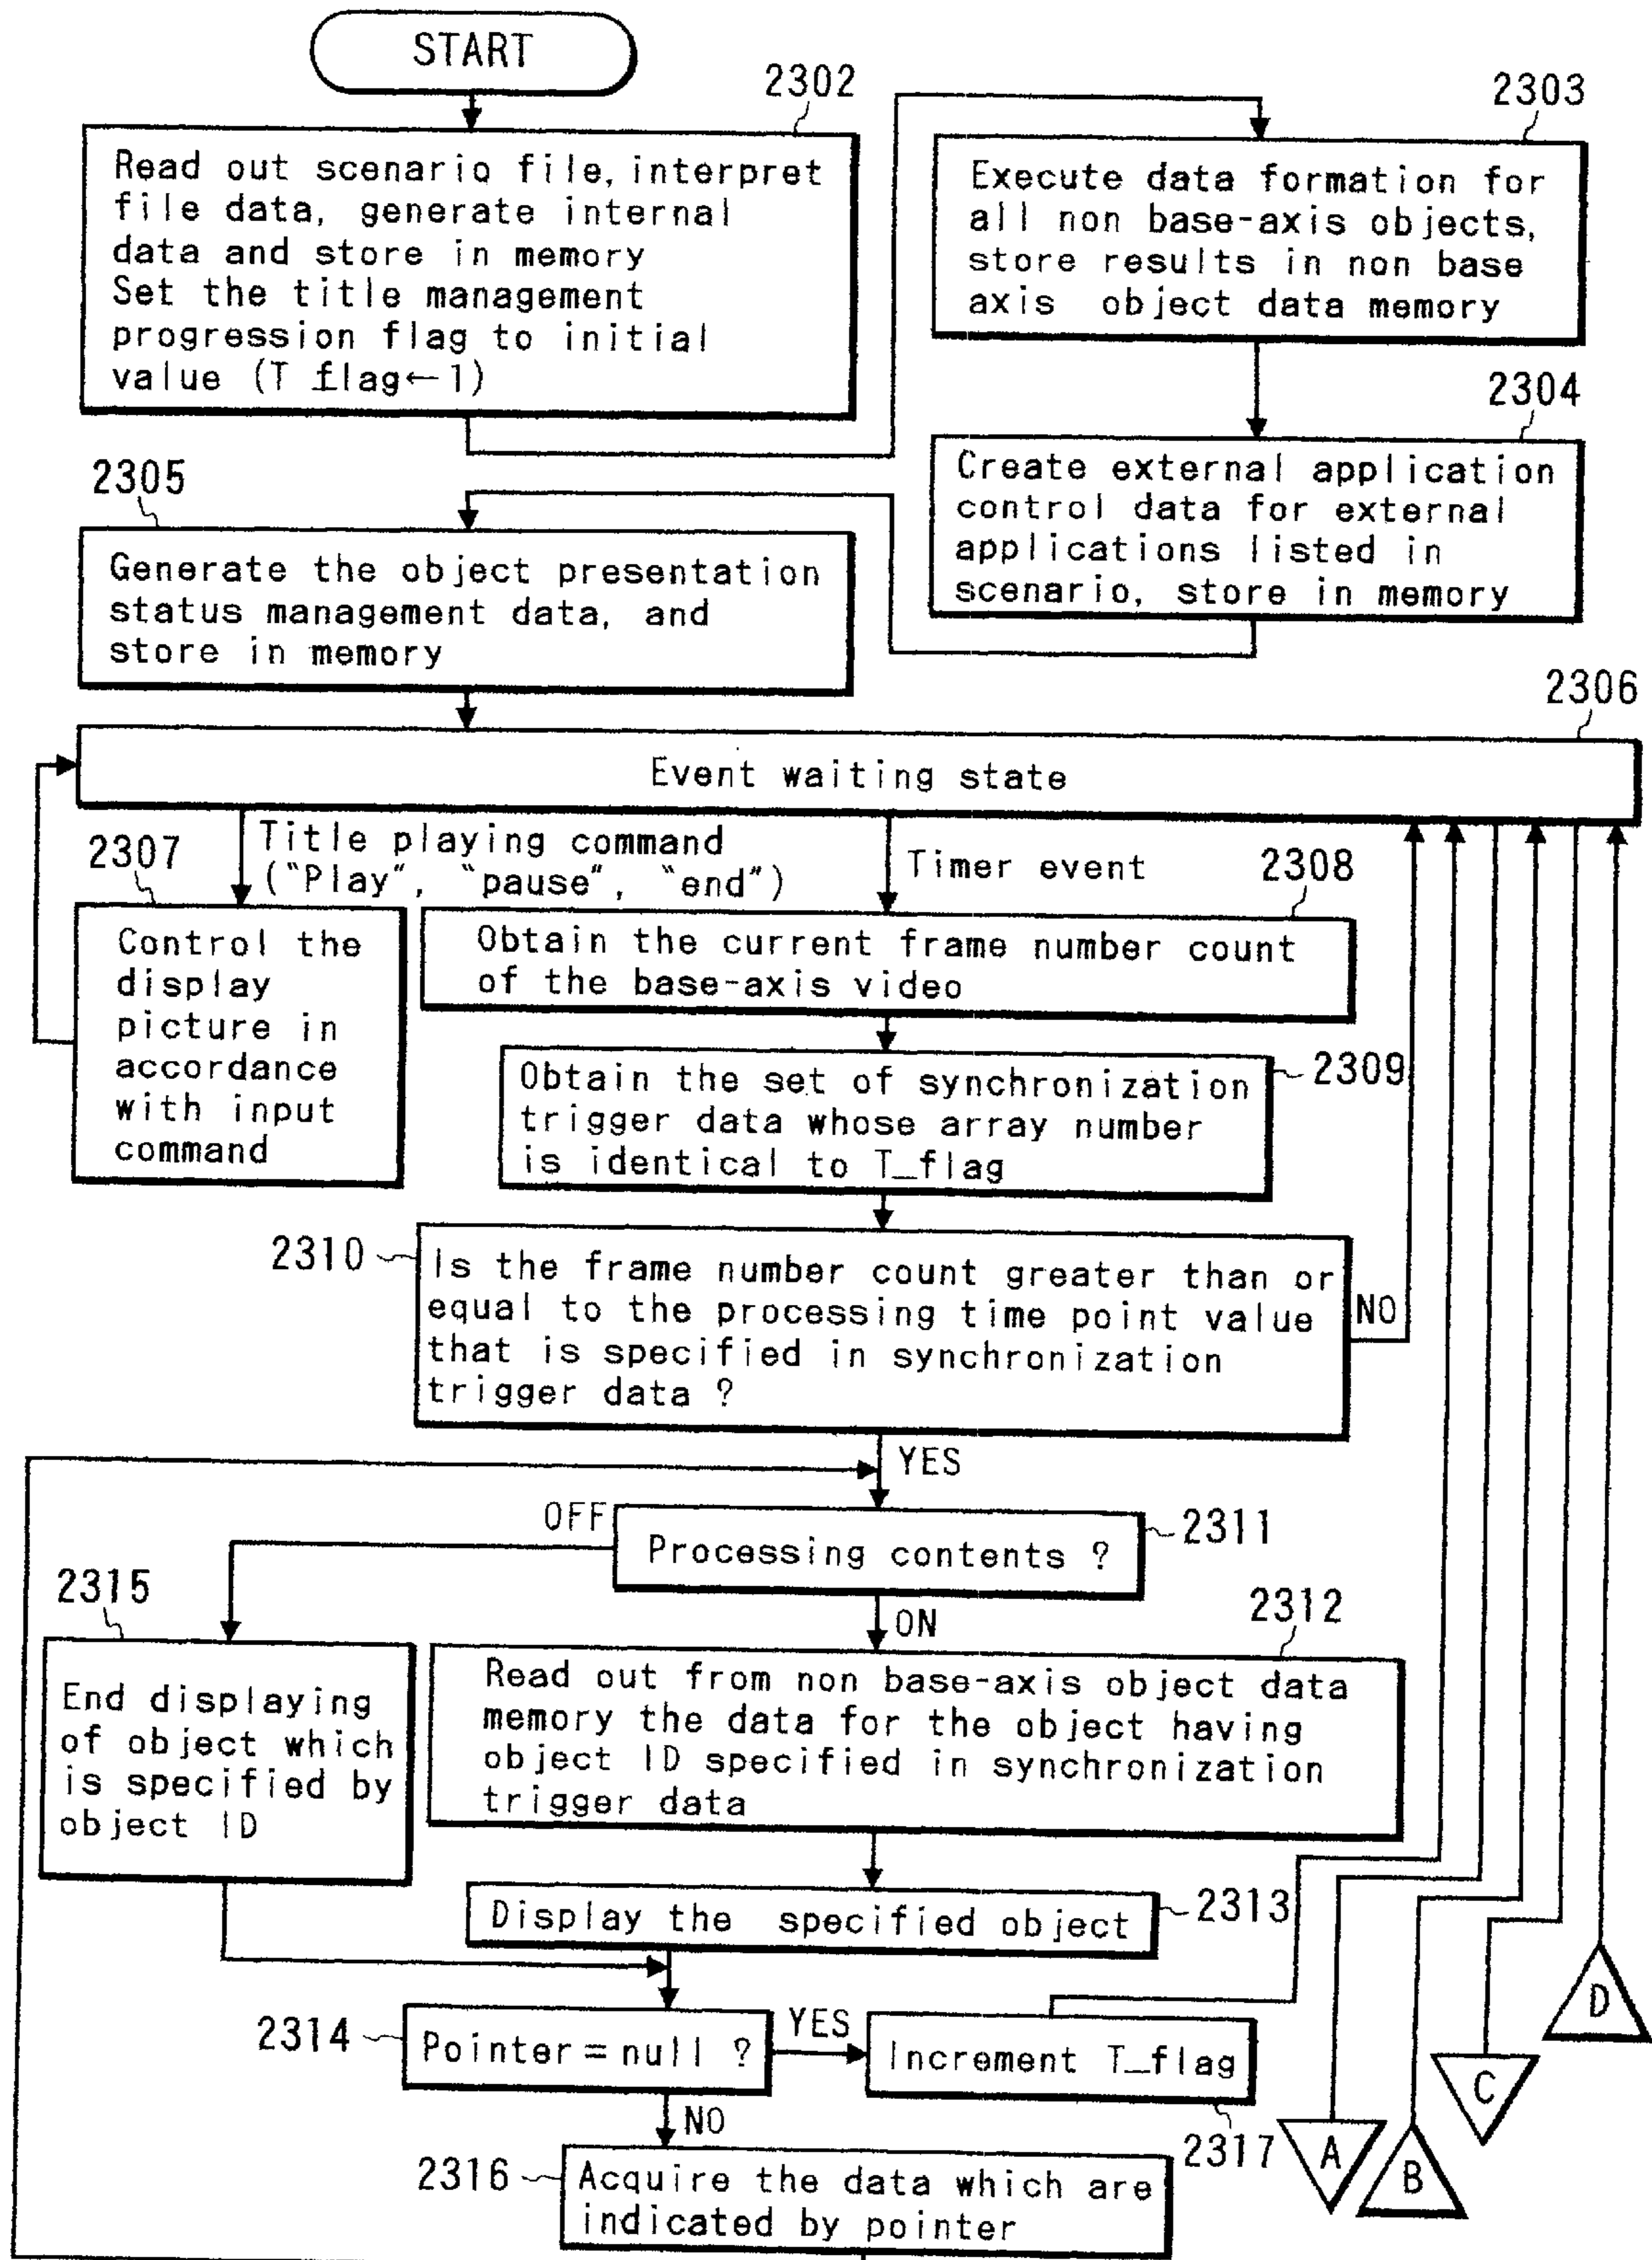 START
2302
Read out scenario file, interpret
file data, generate internal
data and store in memory
Set the title management
progression flag to initial
value (T flag←1)
2303
Execute data formation for
all non base-axis objects,
store results in non base
axis object data memory
2304
Create external application
control data for external
applications listed in
scenario, store in memory
2305
Generate the object presentation
status management data, and
store in memory
2306
Event waiting state
Title playing command
("Play", "pause", "end")
2307
Control the
display
picture in
accordance
with input
command
Timer event
2308
Obtain the current frame number count
of the base-axis video
2309
Obtain the set of synchronization
trigger data whose array number
is identical to T_flag
2310
Is the frame number count greater than or
equal to the processing time point value
that is specified in synchronization
trigger data ?
NO
YES
2311
Processing contents ?
OFF
ON
2315
End displaying
of object which
is specified by
object ID
2312
Read out from non base-axis object data
memory the data for the object having
object ID specified in synchronization
trigger data
2313
Display the specified object
2314
Pointer=null ?
YES
Increment T_flag
2317
NO
2316
Acquire the data which are
indicated by pointer
A
B
C
D